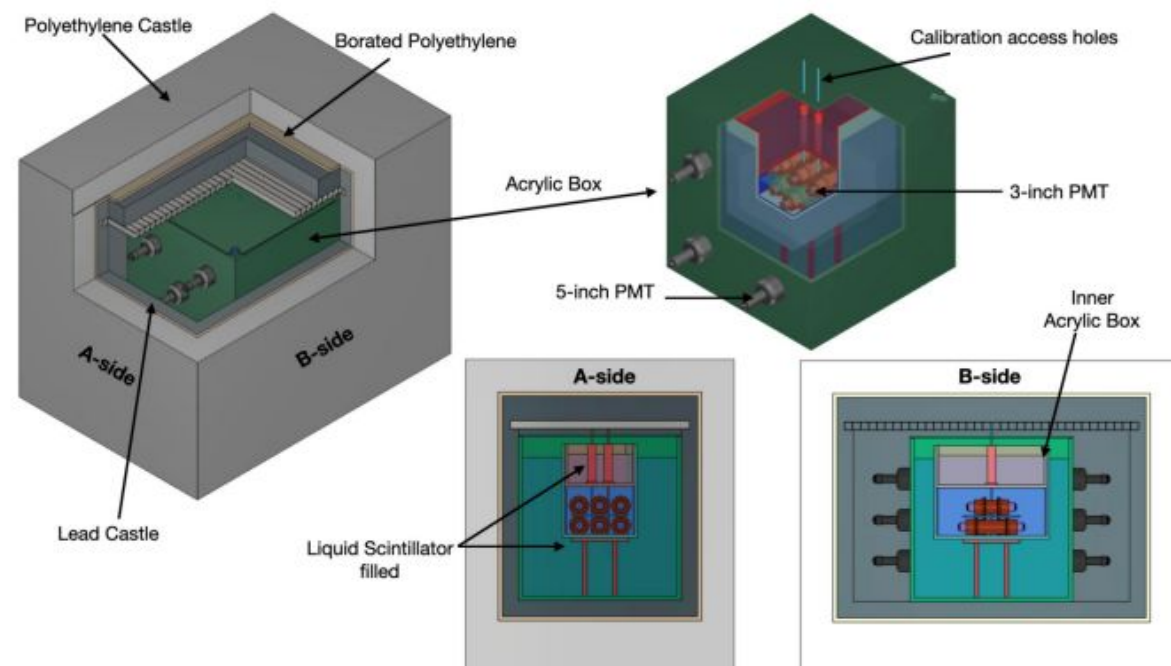 Polyethylene Castle
Borated Polyethylene
Calibration access holes
Acrylic Box
3-inch PMT
5-inch PMT
Inner
Acrylic Box
A-side
B-side
A-side
B-side
Lead Castle
Liquid Scintillator
filled